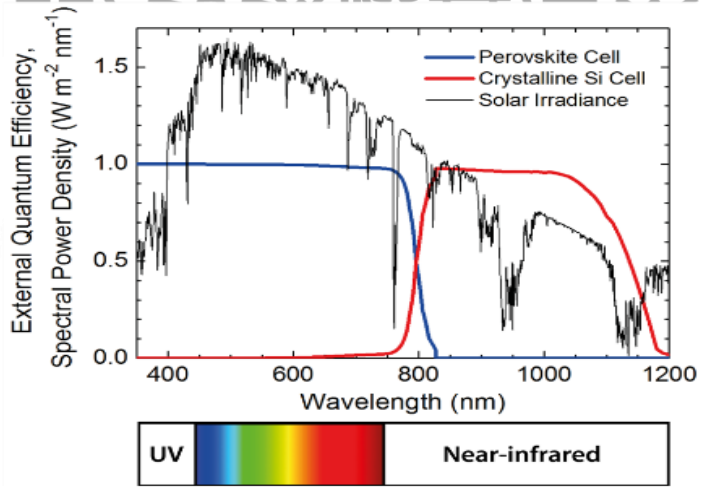 External Quantum Efficiency,
Spectral Power Density (W m-2 nm-1)
1.5
1.0
0.5
0.0
Perovskite Cell
Crystalline Si Cell
Solar Irradiance
400 600 800 1000 1200
Wavelength (nm)
UV Near-infrared